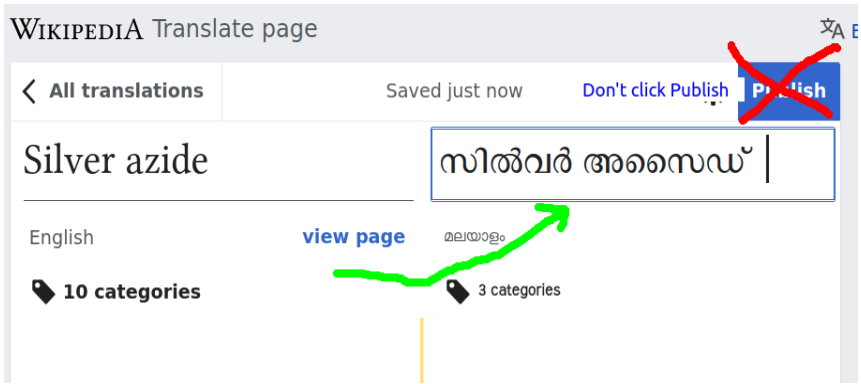 WIKIPEDIA Translate page
All translations Saved just now Don't click Publish Publish
Silver azide സിൽവർ അസൈഡ്
English view page മലയാളം
10 categories 3 categories